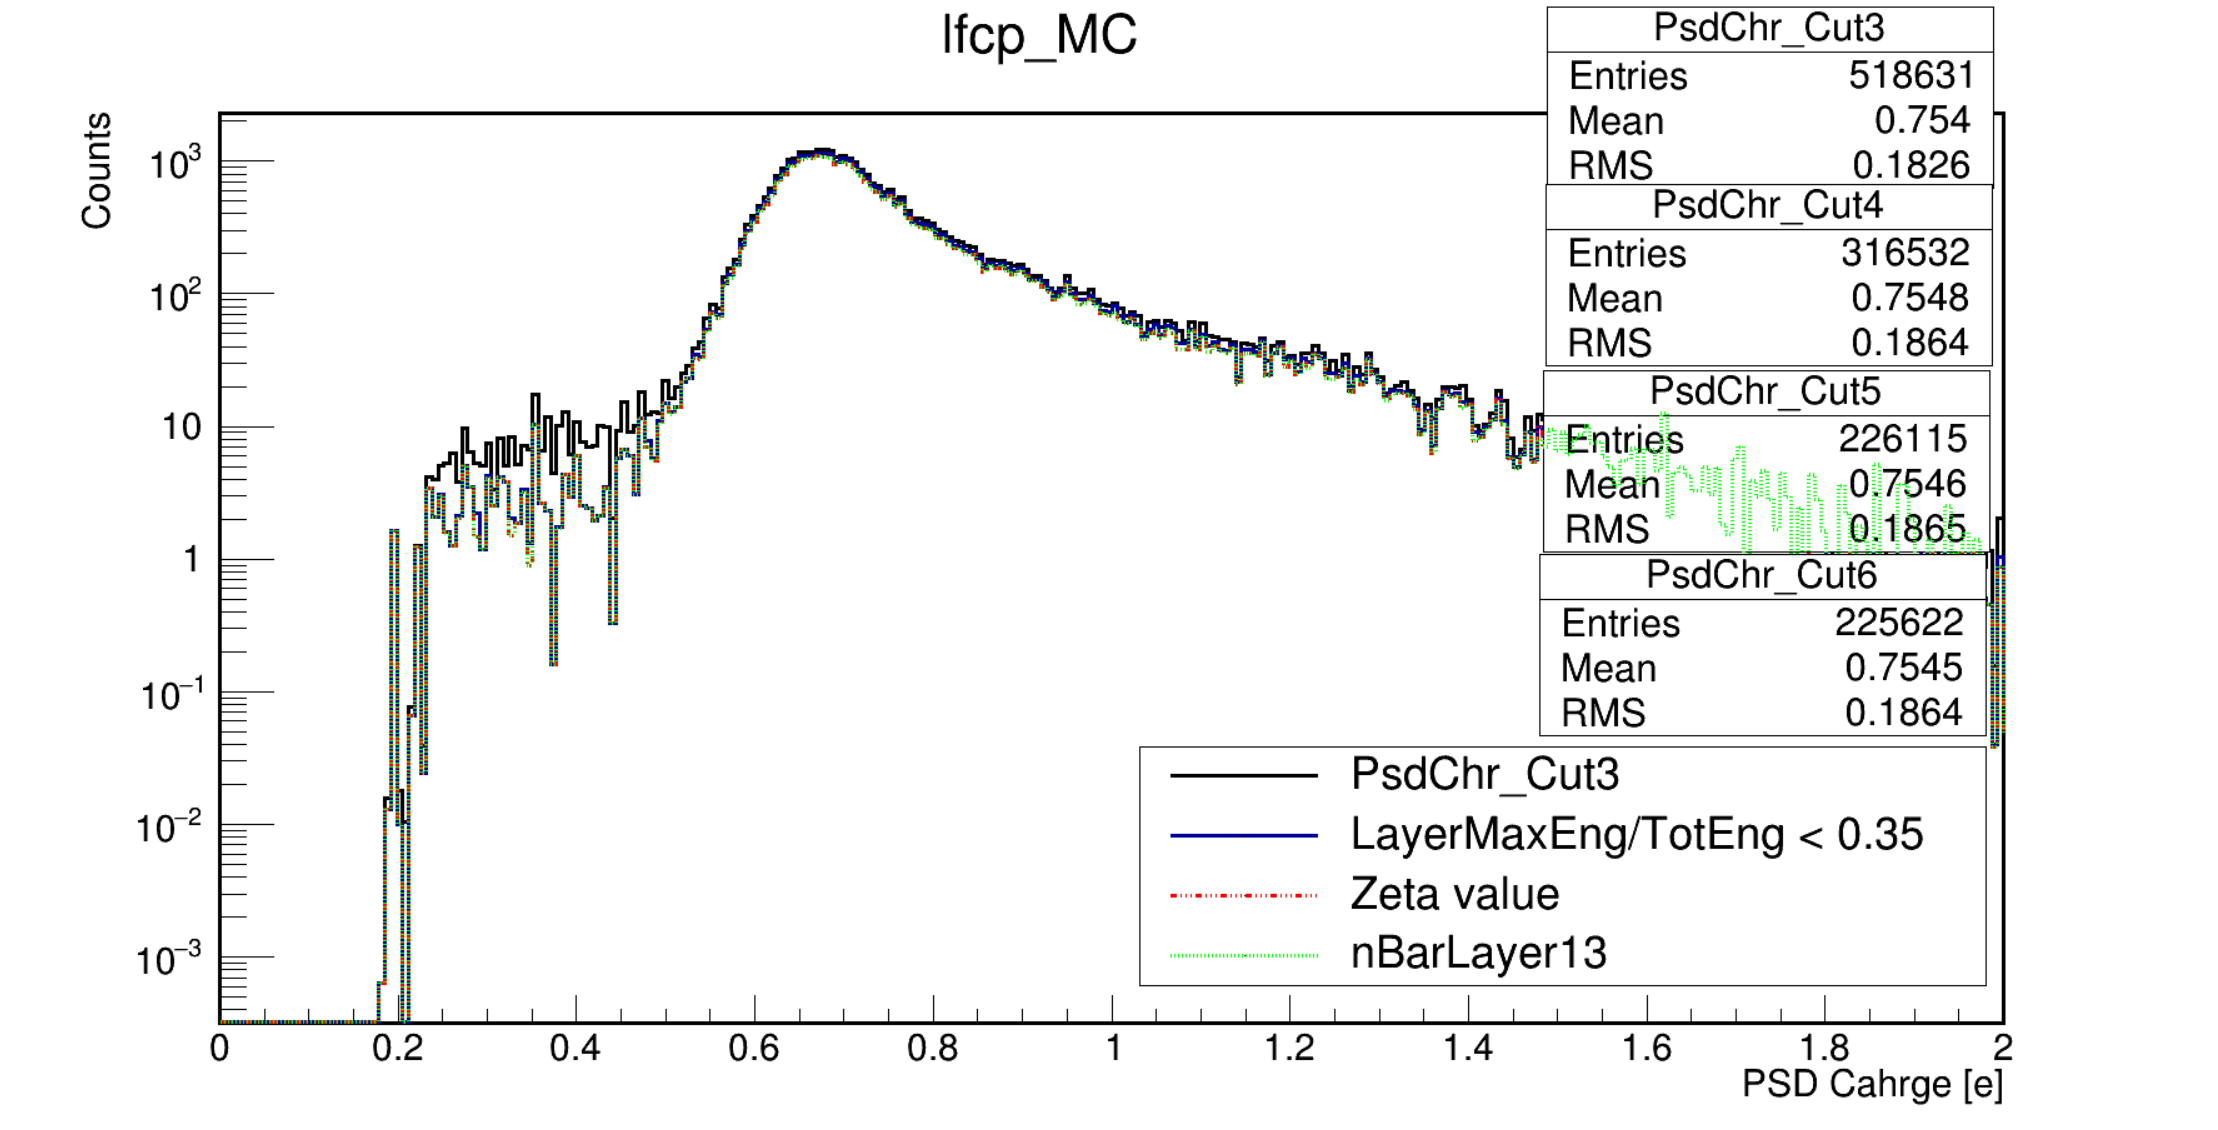 lfcp_MC
Counts
10³
10²
10
1
10⁻¹
10⁻²
10⁻³
PsdChr_Cut3
Entries 518631
Mean 0.754
RMS 0.1826
PsdChr_Cut4
Entries 316532
Mean 0.7548
RMS 0.1864
PsdChr_Cut5
Entries 226115
Mean 0.7546
RMS 0.1865
PsdChr_Cut6
Entries 225622
Mean 0.7545
RMS 0.1864
PsdChr_Cut3
LayerMaxEng/TotEng < 0.35
Zeta value
nBarLayer13
0 0.2 0.4 0.6 0.8 1 1.2 1.4 1.6 1.8 2
PSD Cahrge [e]